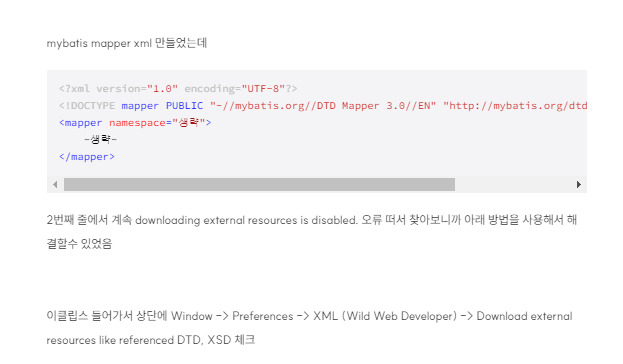 mybatis mapper xml 만들었는데
<?xml version="1.0" encoding="UTF-8"?>
<!DOCTYPE mapper PUBLIC "-//mybatis.org//DTD Mapper 3.0//EN" "http://mybatis.org/dtd
<mapper namespace="생략">
~생략~
</mapper>
2번째 줄에서 계속 downloading external resources is disabled. 오류 떠서 찾아보니까 아래 방법을 사용해서 해
결할수 있었음
이클립스 들어가서 상단에 Window -> Preferences -> XML (Wild Web Developer) -> Download external
resources like referenced DTD, XSD 체크